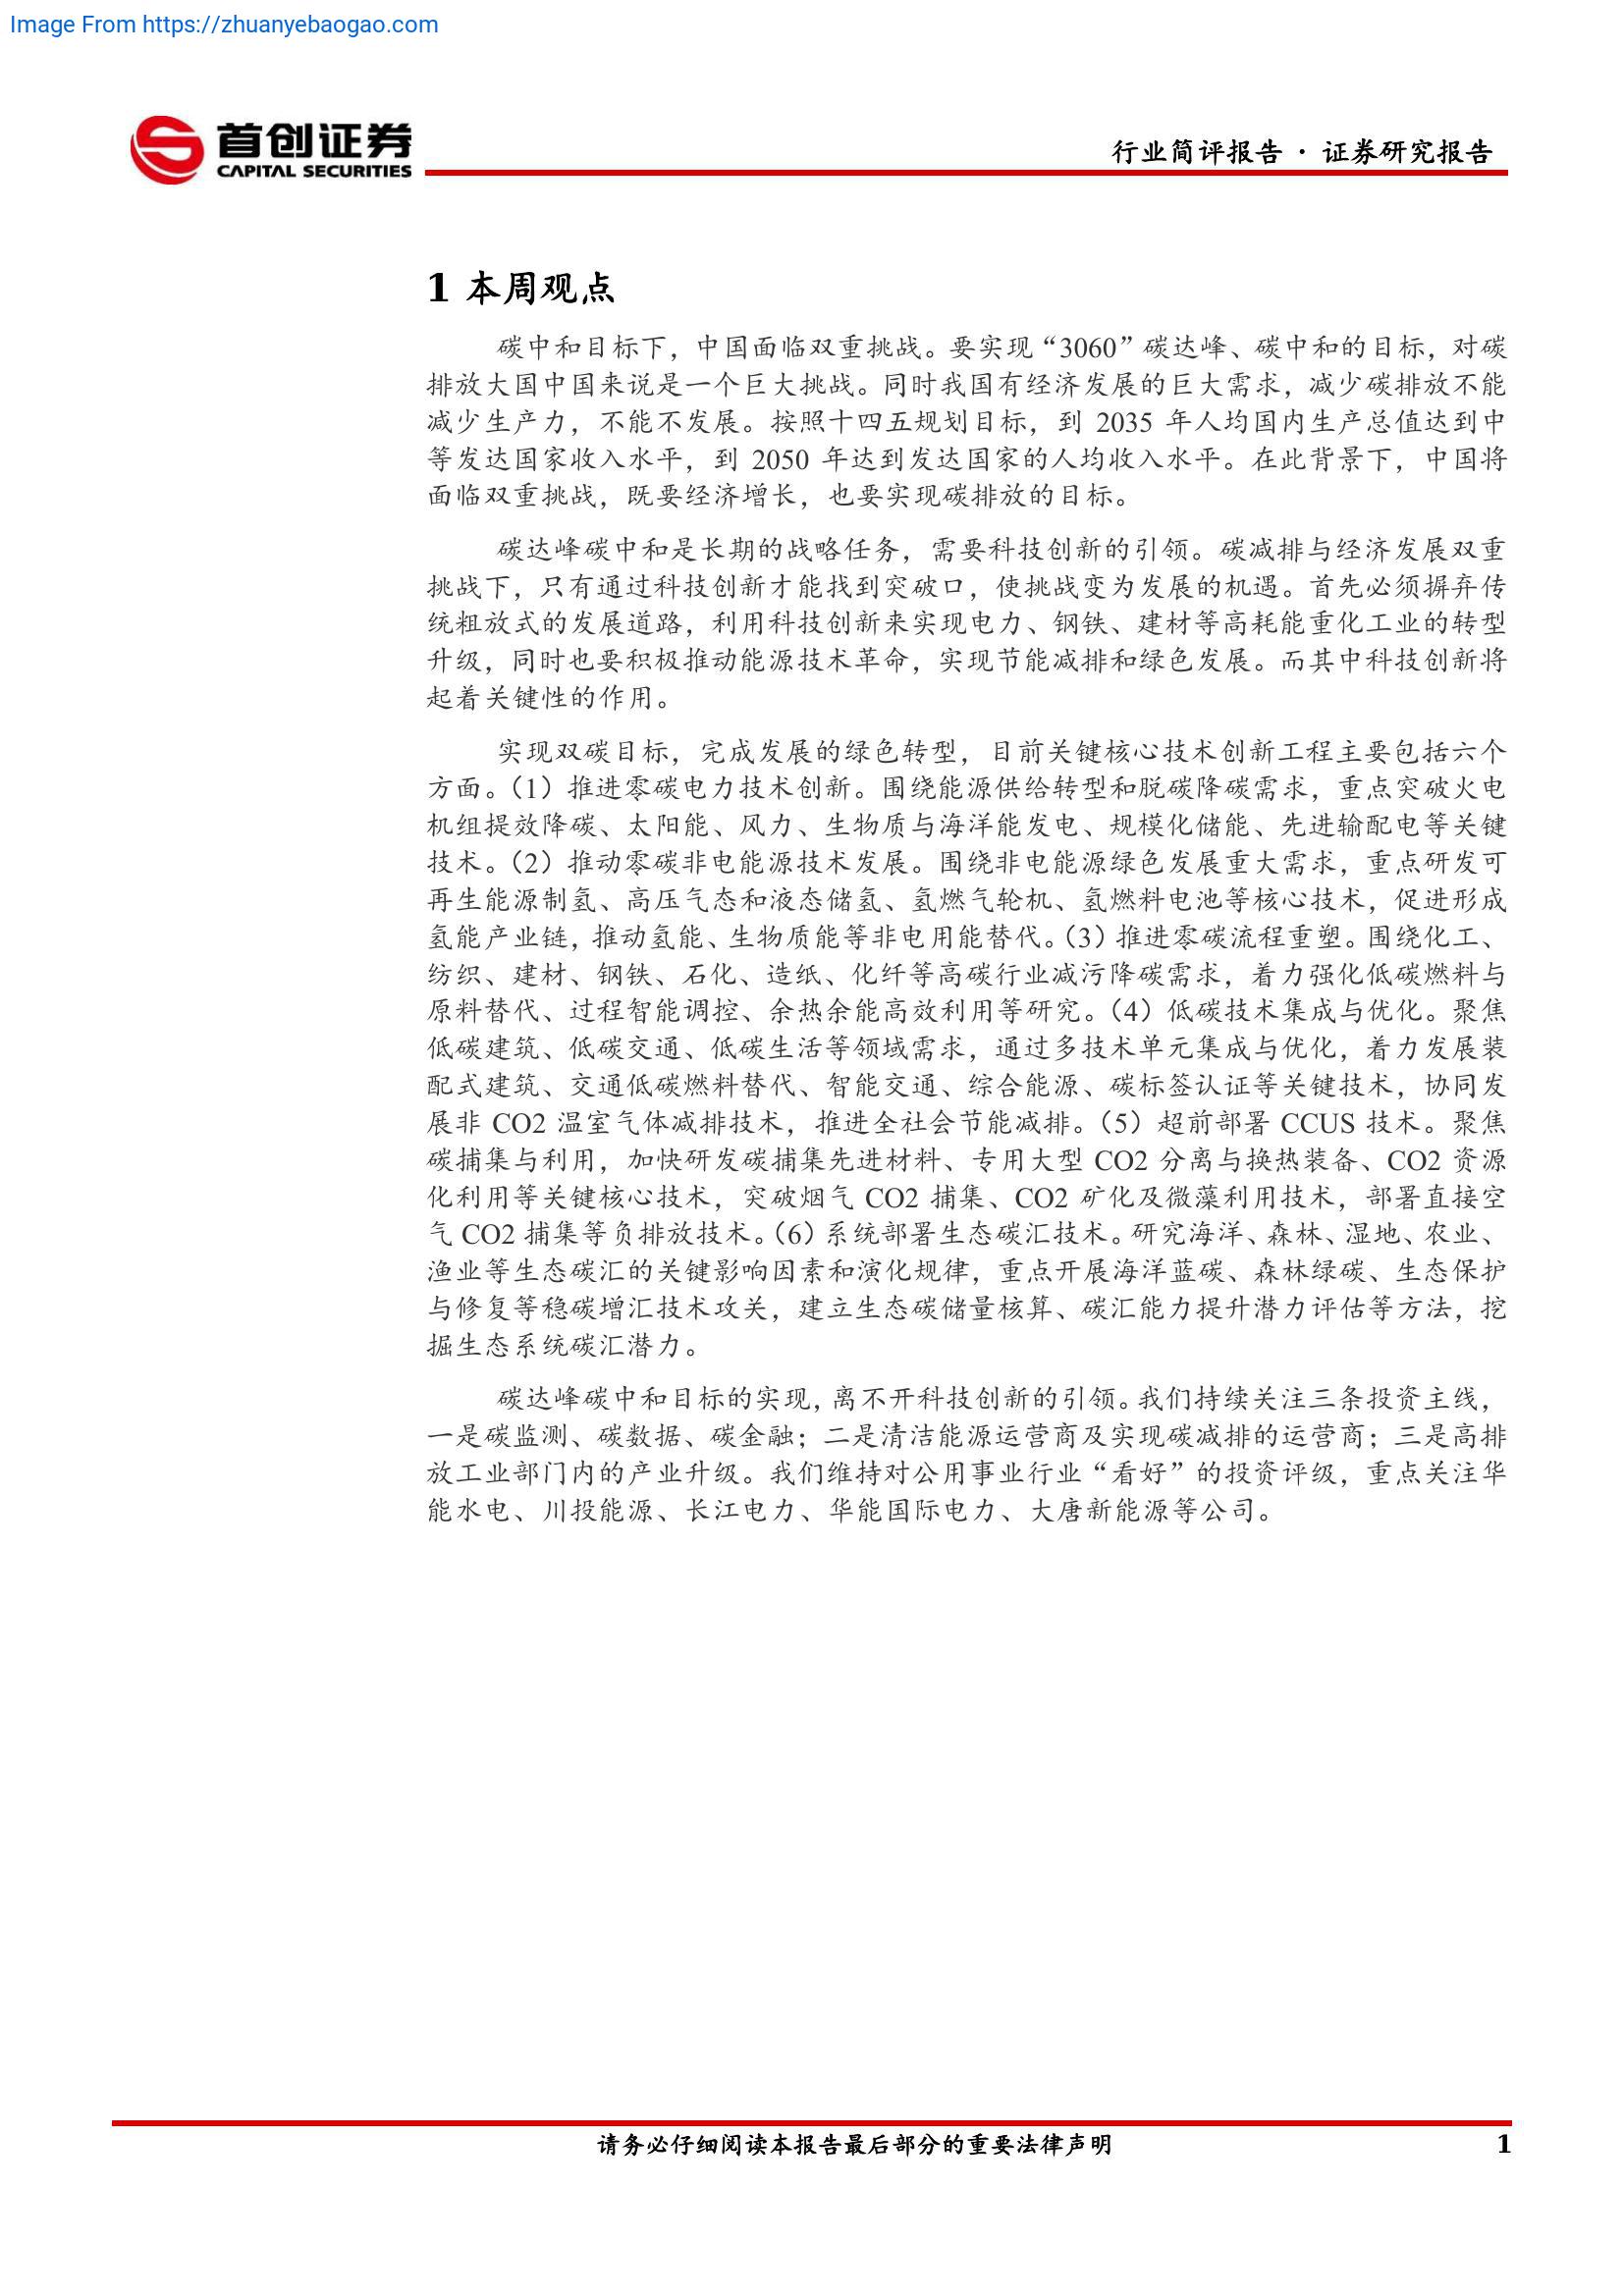 Image From https://zhuanyebaogao.com
首创证券
CAPITAL SECURITIES
行业简评报告 · 证券研究报告
1 本周观点
碳中和目标下，中国面临双重挑战。要实现“3060”碳达峰、碳中和的目标，对碳
排放大国中国来说是一个巨大挑战。同时我国有经济发展的巨大需求，减少碳排放不能
减少生产力，不能不发展。按照十四五规划目标，到 2035 年人均国内生产总值达到中
等发达国家收入水平，到 2050 年达到发达国家的人均收入水平。在此背景下，中国将
面临双重挑战，既要经济增长，也要实现碳排放的目标。
碳达峰碳中和是长期的战略任务，需要科技创新的引领。碳减排与经济发展双重
挑战下，只有通过科技创新才能找到突破口，使挑战变为发展的机遇。首先必须摒弃传
统粗放式的发展道路，利用科技创新来实现电力、钢铁、建材等高耗能重化工业的转型
升级，同时也要积极推动能源技术革命，实现节能减排和绿色发展。而其中科技创新将
起着关键性的作用。
实现双碳目标，完成发展的绿色转型，目前关键核心技术创新工程主要包括六个
方面。（1）推进零碳电力技术创新。围绕能源供给转型和脱碳降碳需求，重点突破火电
机组提效降碳、太阳能、风力、生物质与海洋能发电、规模化储能、先进输配电等关键
技术。（2）推动零碳非电能源技术发展。围绕非电能源绿色发展重大需求，重点研发可
再生能源制氢、高压气态和液态储氢、氢燃气轮机、氢燃料电池等核心技术，促进形成
氢能产业链，推动氢能、生物质能等非电用能替代。（3）推进零碳流程重塑。围绕化工、
纺织、建材、钢铁、石化、造纸、化纤等高碳行业减污降碳需求，着力强化低碳燃料与
原料替代、过程智能调控、余热余能高效利用等研究。（4）低碳技术集成与优化。聚焦
低碳建筑、低碳交通、低碳生活等领域需求，通过多技术单元集成与优化，着力发展装
配式建筑、交通低碳燃料替代、智能交通、综合能源、碳标签认证等关键技术，协同发
展非 CO2 温室气体减排技术，推进全社会节能减排。（5）超前部署 CCUS 技术。聚焦
碳捕集与利用，加快研发碳捕集先进材料、专用大型 CO2 分离与换热装备、CO2 资源
化利用等关键核心技术，突破烟气 CO2 捕集、CO2 矿化及微藻利用技术，部署直接空
气 CO2 捕集等负排放技术。（6）系统部署生态碳汇技术。研究海洋、森林、湿地、农业、
渔业等生态碳汇的关键影响因素和演化规律，重点开展海洋蓝碳、森林绿碳、生态保护
与修复等稳碳增汇技术攻关，建立生态碳储量核算、碳汇能力提升潜力评估等方法，挖
掘生态系统碳汇潜力。
碳达峰碳中和目标的实现，离不开科技创新的引领。我们持续关注三条投资主线，
一是碳监测、碳数据、碳金融；二是清洁能源运营商及实现碳减排的运营商；三是高排
放工业部门内的产业升级。我们维持对公用事业行业“看好”的投资评级，重点关注华
能水电、川投能源、长江电力、华能国际电力、大唐新能源等公司。
请务必仔细阅读本报告最后部分的重要法律声明
1